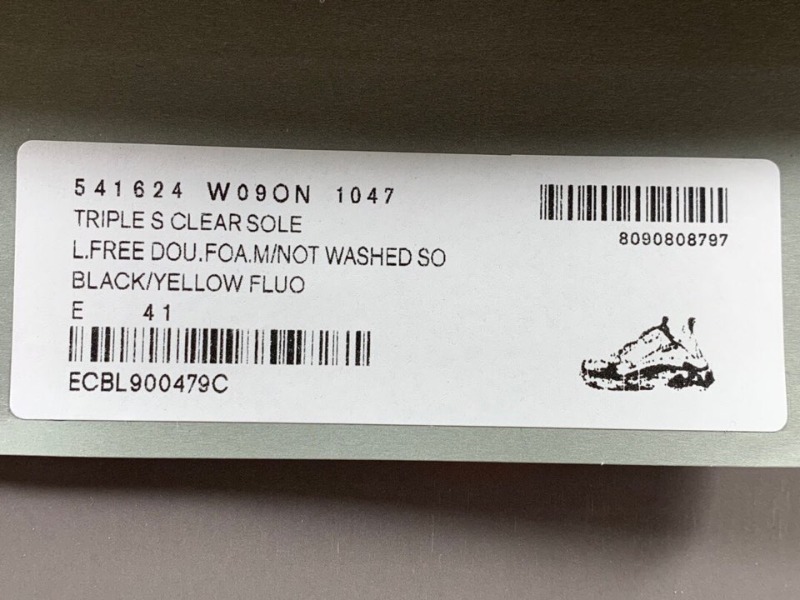 541624 W09ON 1047
TRIPLE S CLEAR SOLE
L.FREE DOU.FOA.M/NOT WASHED SO
BLACK/YELLOW FLUO
E 41
ECBL900479C
8090808797